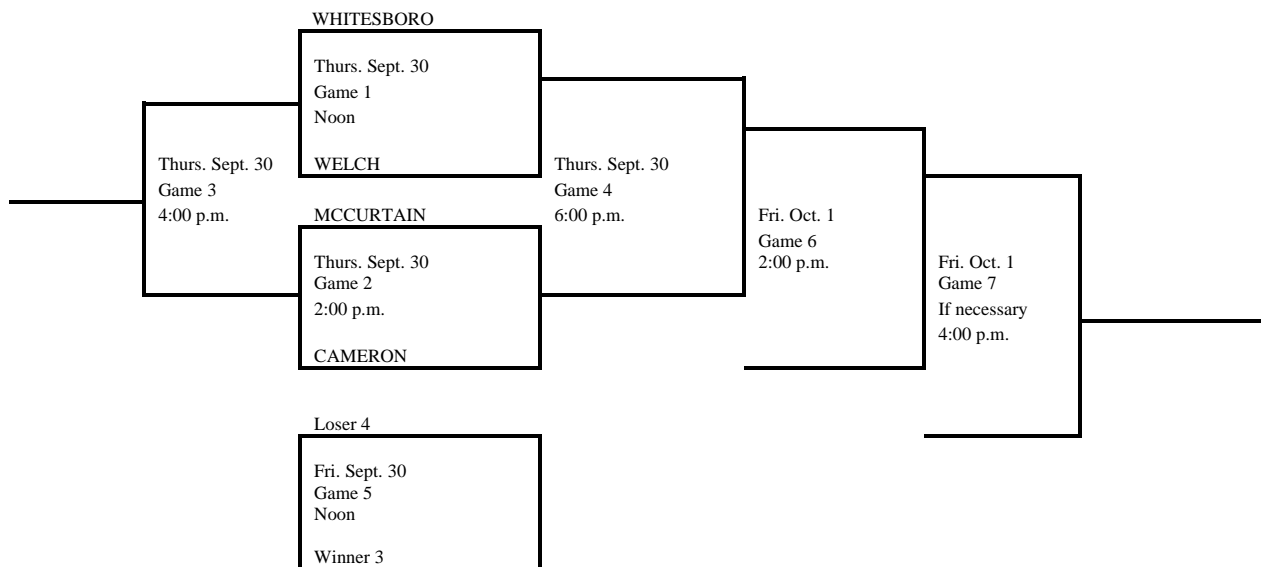 WHITESBORO
Thurs. Sept. 30
Game 1
Noon
WELCH
Thurs. Sept. 30
Game 3
4:00 p.m.
Thurs. Sept. 30
Game 4
6:00 p.m.
MCCURTAIN
Thurs. Sept. 30
Game 2
2:00 p.m.
CAMERON
Fri. Oct. 1
Game 6
2:00 p.m.
Fri. Oct. 1
Game 7
If necessary
4:00 p.m.
Loser 4
Fri. Sept. 30
Game 5
Noon
Winner 3